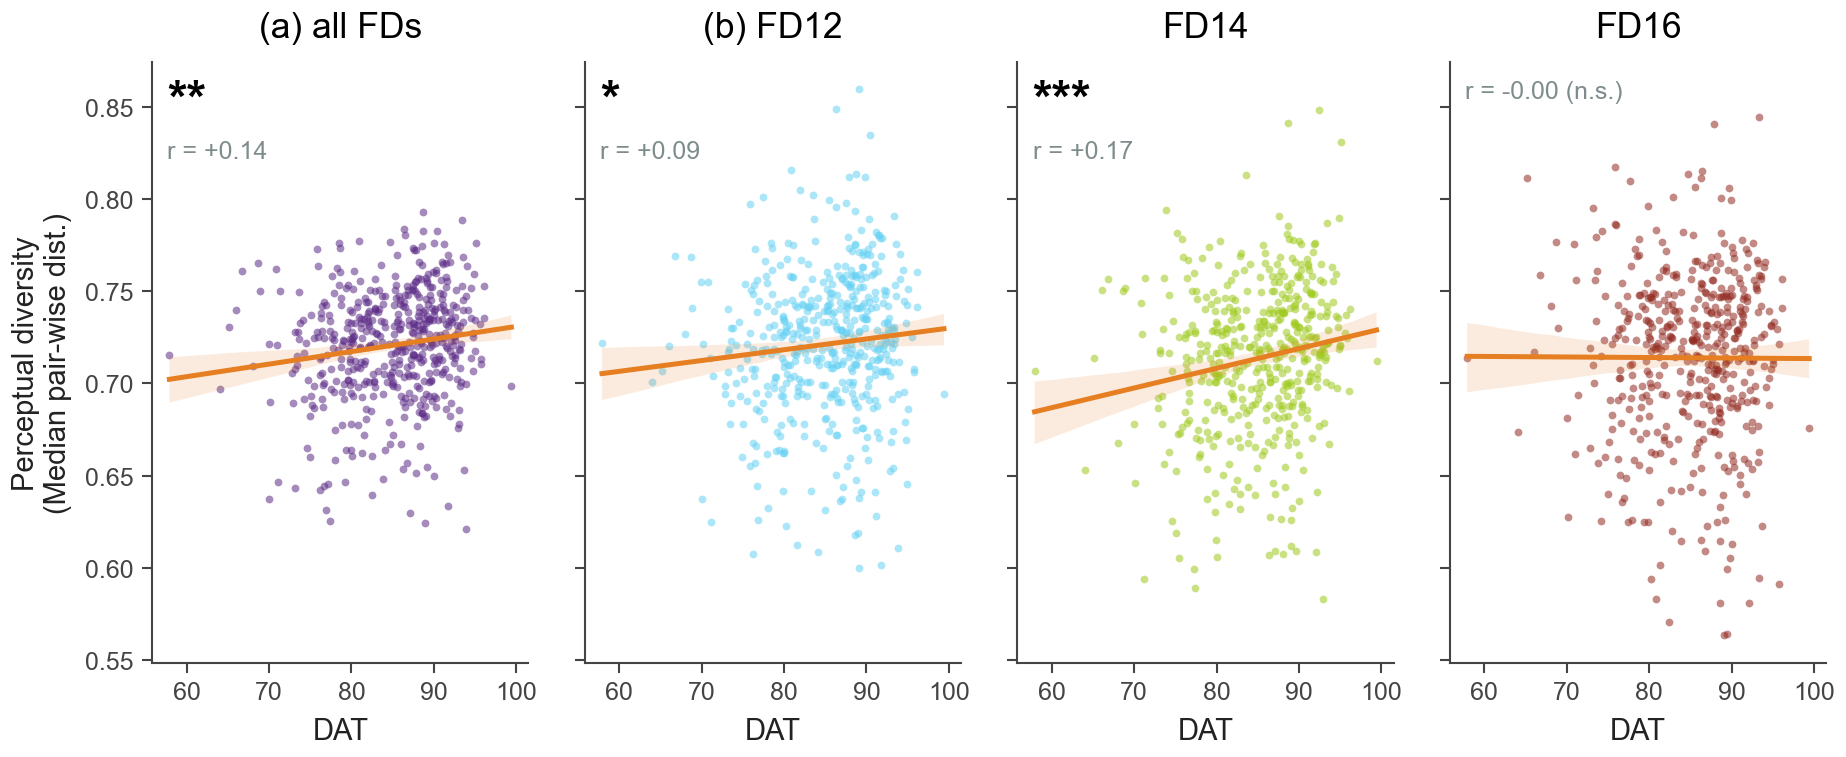 (a) all FDs
(b) FD12
FD14
FD16
**
*
***
r = -0.00 (n.s.)
r = +0.14
r = +0.09
r = +0.17
Perceptual diversity
(Median pair-wise dist.)
0.85
0.80
0.75
0.70
0.65
0.60
0.55
60 70 80 90 100
60 70 80 90 100
60 70 80 90 100
60 70 80 90 100
DAT
DAT
DAT
DAT